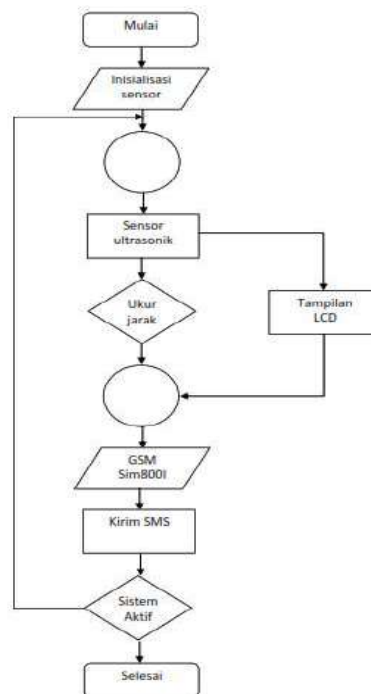 Mulai
Inisialisasi
sensor
Sensor
ultrasonik
Ukur
jarak
Tampilan
LCD
GSM
Sim800l
Kirim SMS
Sistem
Aktif
Selesai